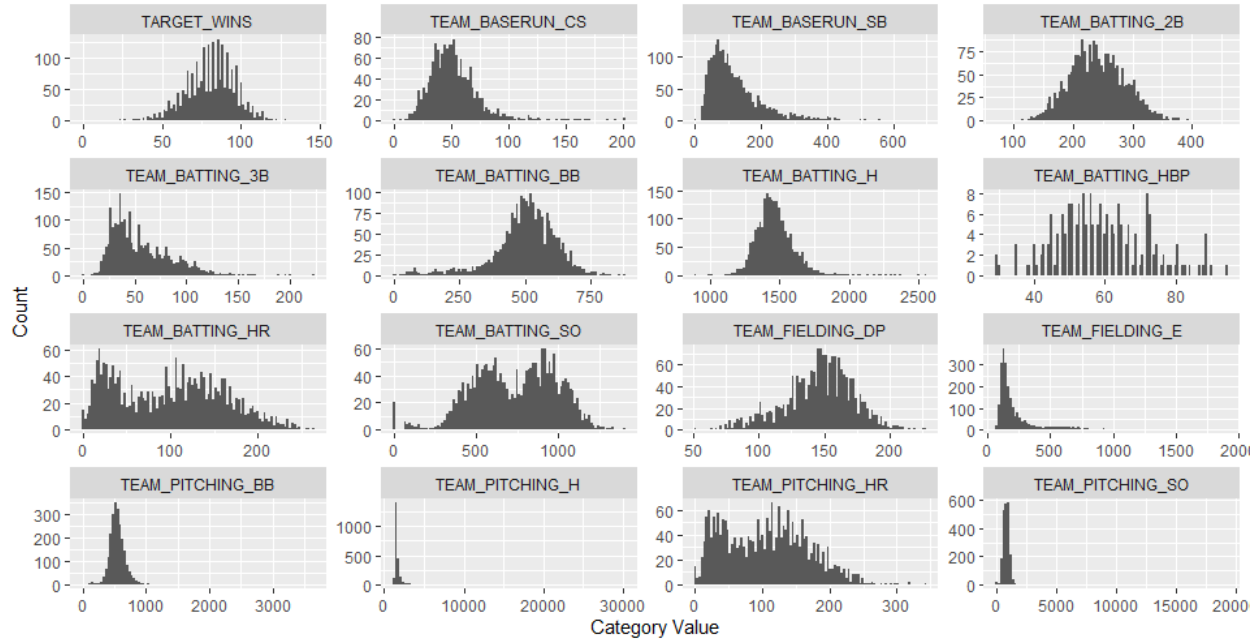 TARGET_WINS TEAM_BASERUN_CS TEAM_BASERUN_SB TEAM_BATTING_2B
100
50
0
0 50 100 150
80
60
40
20
0
0 50 100 150 200
100
50
0
0 200 400 600
75
50
25
0
100 200 300 400
TEAM_BATTING_3B TEAM_BATTING_BB TEAM_BATTING_H TEAM_BATTING_HBP
150
100
50
0
0 50 100 150 200
100
75
50
25
0
0 250 500 750
150
100
50
0
1000 1500 2000 2500
8
6
4
2
0
40 60 80
Count
TEAM_BATTING_HR TEAM_BATTING_SO TEAM_FIELDING_DP TEAM_FIELDING_E
60
40
20
0
0 100 200
60
40
20
0
0 500 1000
60
40
20
0
50 100 150 200
300
200
100
0
0 500 1000 1500 2000
TEAM_PITCHING_BB TEAM_PITCHING_H TEAM_PITCHING_HR TEAM_PITCHING_SO
300
200
100
0
0 1000 2000 3000
1000
500
0
0 10000 20000 30000
60
40
20
0
0 100 200 300
600
400
200
0
0 5000 10000 15000 2000
Category Value